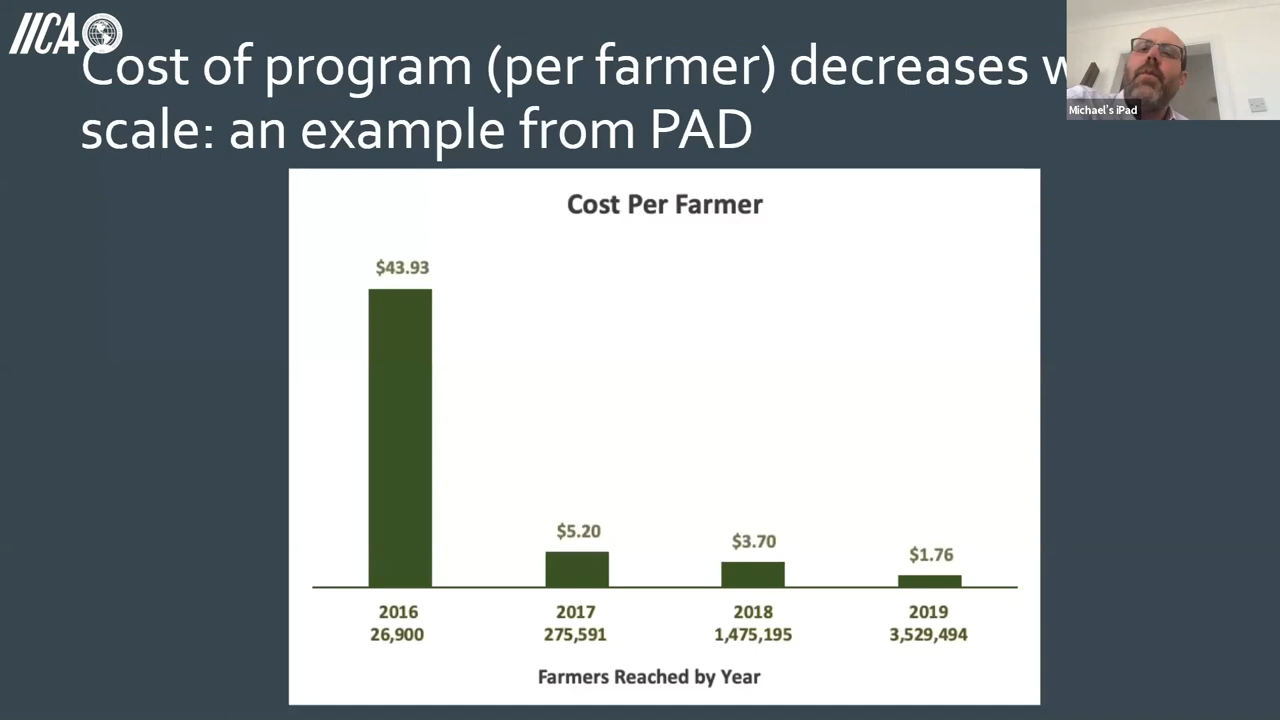 IICA
Cost of program (per farmer) decreases
scale: an example from PAD
Michael's iPad
Cost Per Farmer
$43.93
$5.20
$3.70
$1.76
2016
2017
2018
2019
26,900
275,591
1,475,195
3,529,494
Farmers Reached by Year